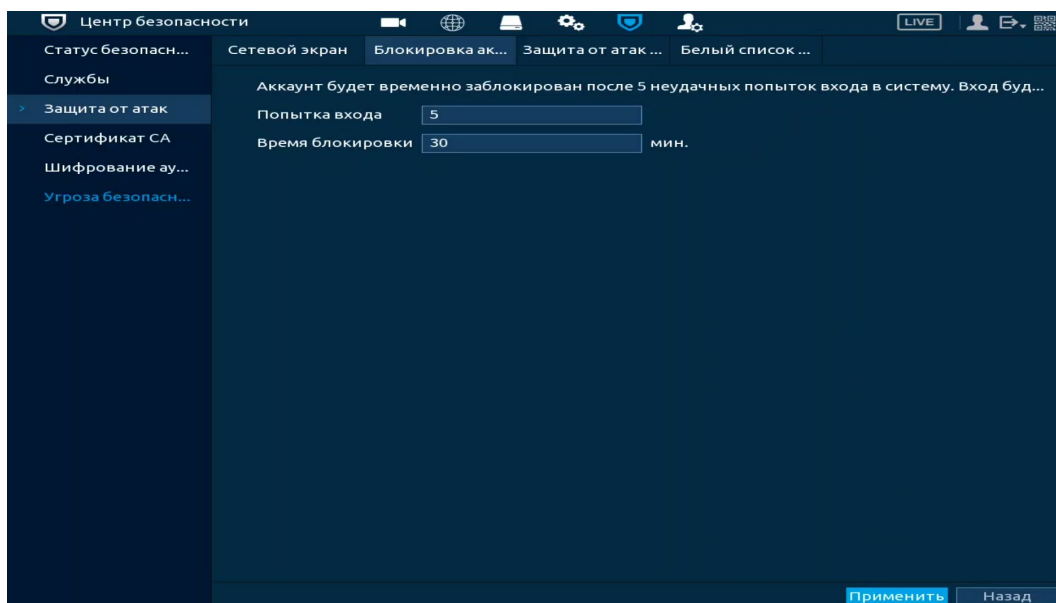 Центр безопасности
LIVE
Статус безопасн...
Службы
Защита от атак
Сертификат CA
Шифрование ау...
Угроза безопасн...
Сетевой экран
Блокировка ак...
Защита от атак ...
Белый список ...
Аккаунт будет временно заблокирован после 5 неудачных попыток входа в систему. Вход буд...
Попытка входа 5
Время блокировки 30 мин.
Применить
Назад